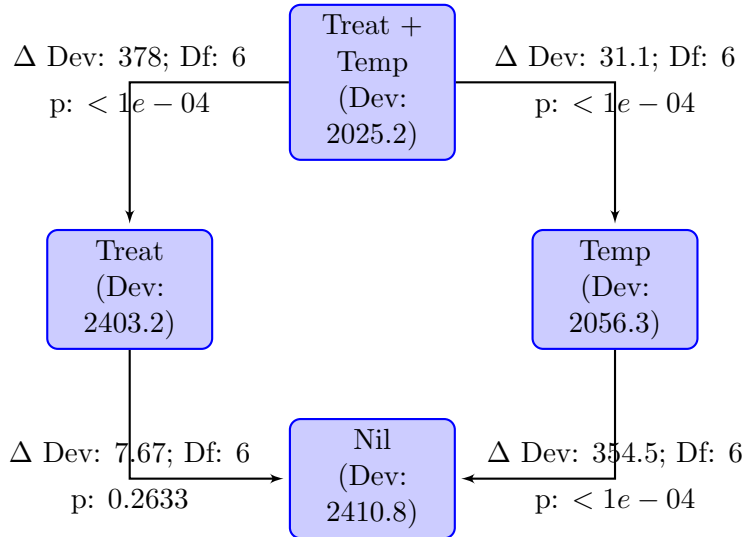 Treat +
Temp
(Dev:
2025.2)
Δ Dev: 378; Df: 6
p: < 1e − 04
Δ Dev: 31.1; Df: 6
p: < 1e − 04
Treat
(Dev:
2403.2)
Temp
(Dev:
2056.3)
Δ Dev: 7.67; Df: 6
p: 0.2633
Nil
(Dev:
2410.8)
Δ Dev: 354.5; Df: 6
p: < 1e − 04